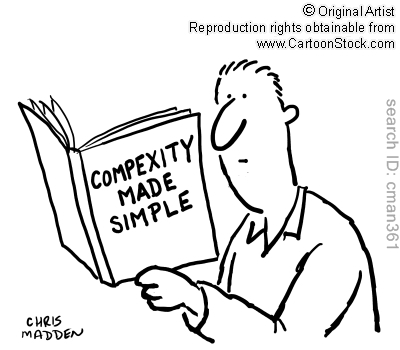 © Original Artist
Reproduction rights obtainable from
www.CartoonStock.com
COMPEXITY
MADE
SIMPLE
search ID: cman361
CHRIS
MADDEN